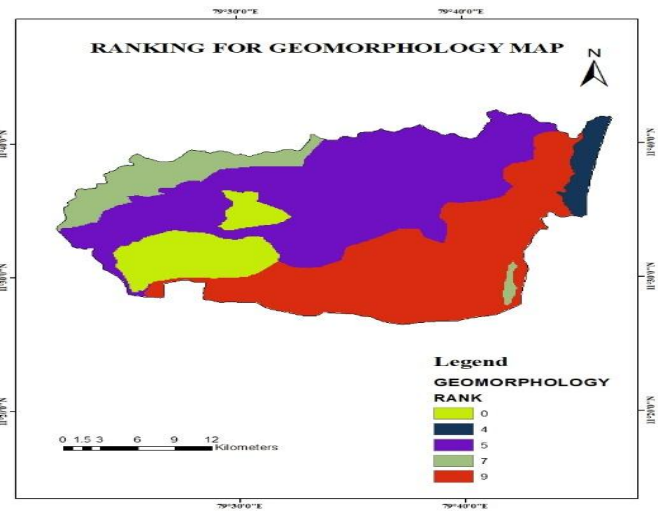 79°30'0"E 79°40'0"E
RANKING FOR GEOMORPHOLOGY MAP
N
Legend
GEOMORPHOLOGY
RANK
0
4
5
7
9
0 1.5 3 6 9 12
Kilometers
79°30'0"E 79°40'0"E